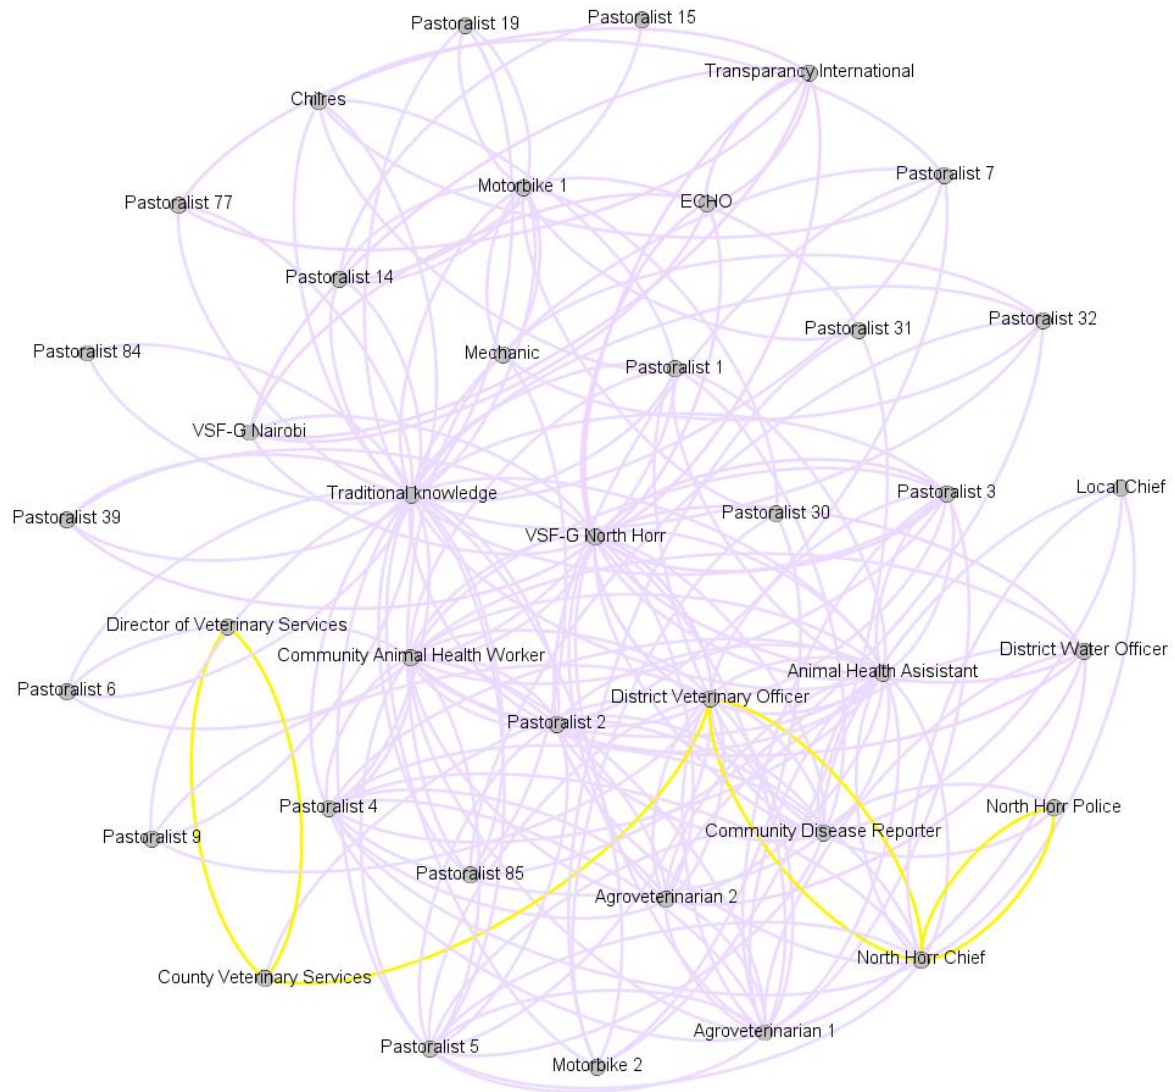 Pastoralist 19
Pastoralist 15
Transparancy International
Chilres
Pastoralist 7
Motorbike 1
Pastoralist 77
ECHO
Pastoralist 14
Pastoralist 32
Pastoralist 31
Pastoralist 84
Mechanic
Pastoralist 1
VSF-G Nairobi
Local Chief
Traditional knowledge
Pastoralist 3
Pastoralist 30
Pastoralist 39
VSF-G North Horr
Director of Veterinary Services
District Water Officer
Community Animal Health Worker
Animal Health Asisistant
Pastoralist 6
District Veterinary Officer
Pastoralist 2
Pastoralist 4
North Horr Police
Pastoralist 9
Community Disease Reporter
Pastoralist 85
Agroveterinarian 2
North Horr Chief
County Veterinary Services
Agroveterinarian 1
Pastoralist 5
Motorbike 2